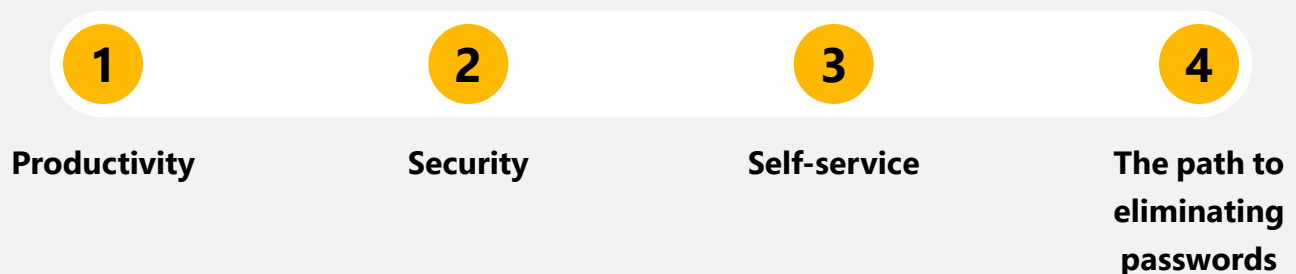 1
2
3
4
Productivity
Security
Self-service
The path to
eliminating
passwords